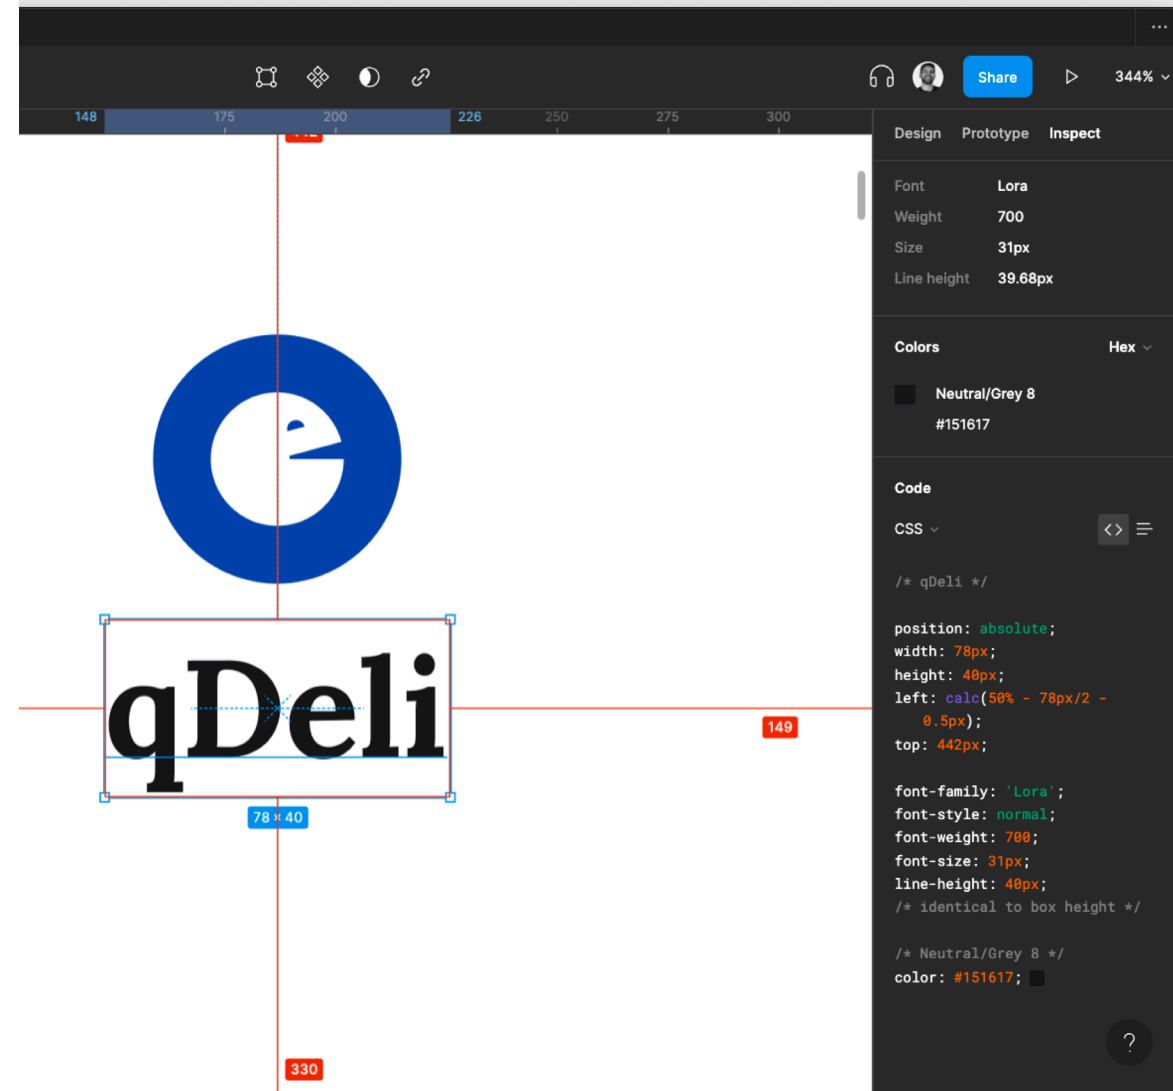 ...
Share
344%
148 175 200 226 250 275 300
Design Prototype Inspect
Font Lora
Weight 700
Size 31px
Line height 39.68px
Colors Hex
Neutral/Grey 8
#151617
Code
CSS
/* qDeli */
position: absolute;
width: 78px;
height: 40px;
left: calc(50% - 78px/2 -
0.5px);
top: 442px;
font-family: 'Lora';
font-style: normal;
font-weight: 700;
font-size: 31px;
line-height: 40px;
/* identical to box height */
/* Neutral/Grey 8 */
color: #151617;
?
qDeli
149
78 × 40
330